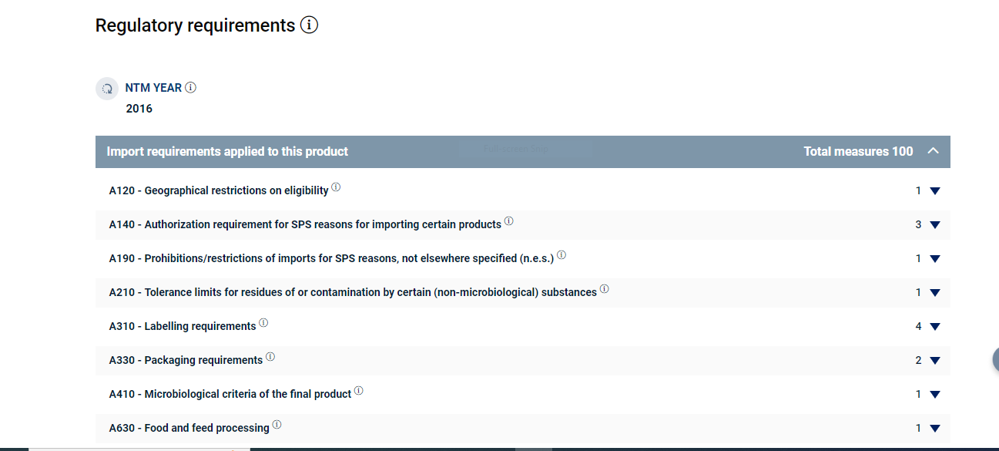 Regulatory requirements
NTM YEAR
2016
Import requirements applied to this product Total measures 100
A120 - Geographical restrictions on eligibility 1
A140 - Authorization requirement for SPS reasons for importing certain products 3
A190 - Prohibitions/restrictions of imports for SPS reasons, not elsewhere specified (n.e.s.) 1
A210 - Tolerance limits for residues of or contamination by certain (non-microbiological) substances 1
A310 - Labelling requirements 4
A330 - Packaging requirements 2
A410 - Microbiological criteria of the final product 1
A630 - Food and feed processing 1